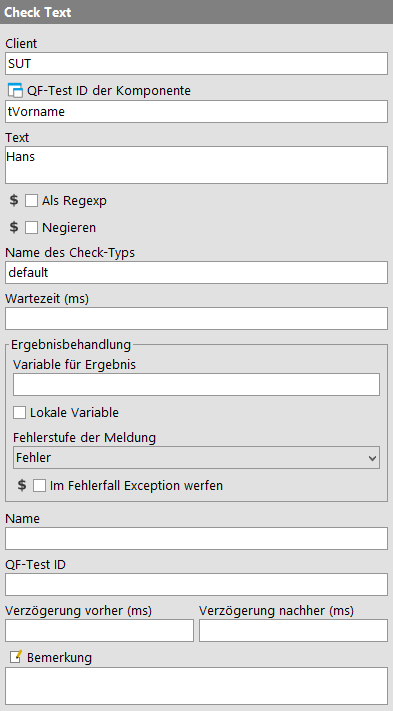 Check Text
Client
SUT
QF-Test ID der Komponente
tVorname
Text
Hans
$ Als Regexp
$ Negieren
Name des Check-Typs
default
Wartezeit (ms)
Ergebnisbehandlung
Variable für Ergebnis
Lokale Variable
Fehlerstufe der Meldung
Fehler
$ Im Fehlerfall Exception werfen
Name
QF-Test ID
Verzögerung vorher (ms) Verzögerung nachher (ms)
Bemerkung